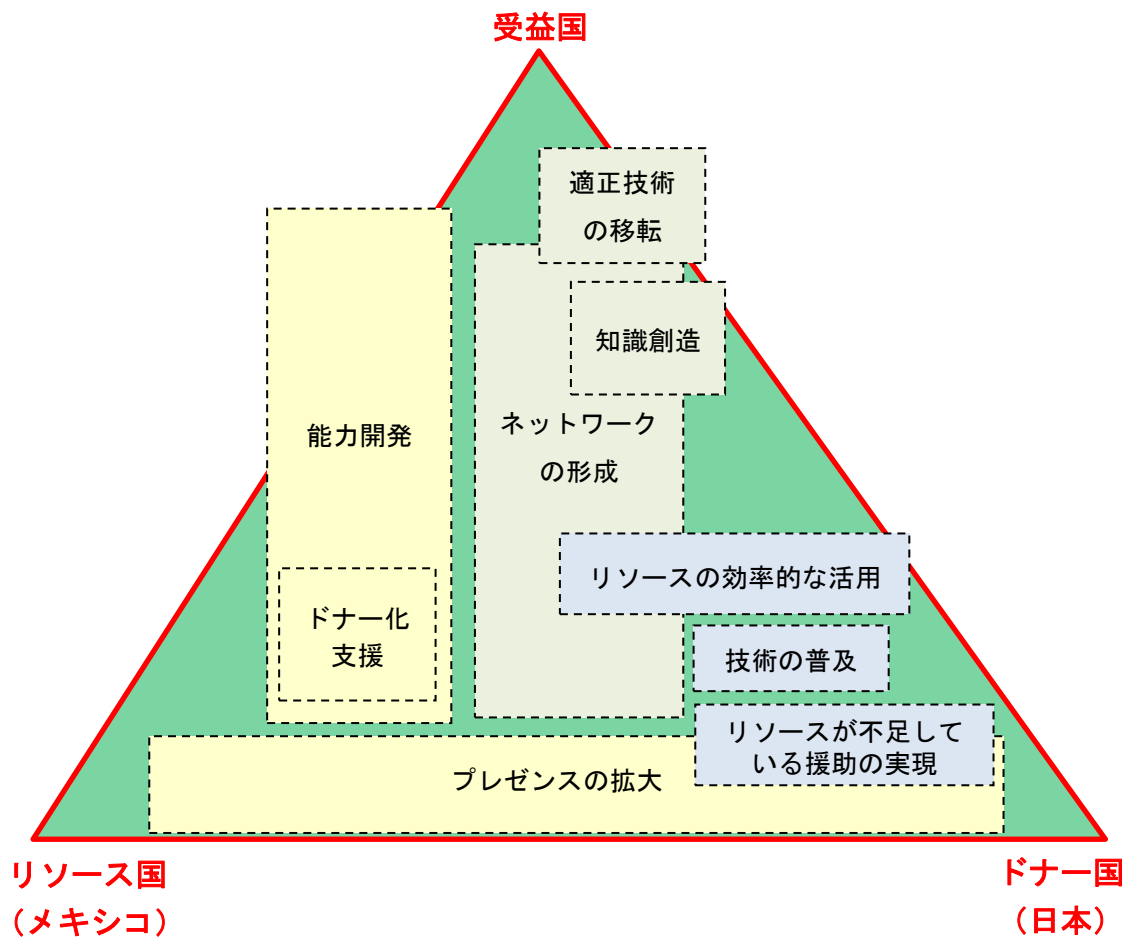 受益国
適正技術
の移転
知識創造
ネットワーク
の形成
能力開発
リソースの効率的な活用
ドナー化
支援
技術の普及
リソースが不足して
いる援助の実現
プレゼンスの拡大
リソース国
（メキシコ）
ドナー国
（日本）